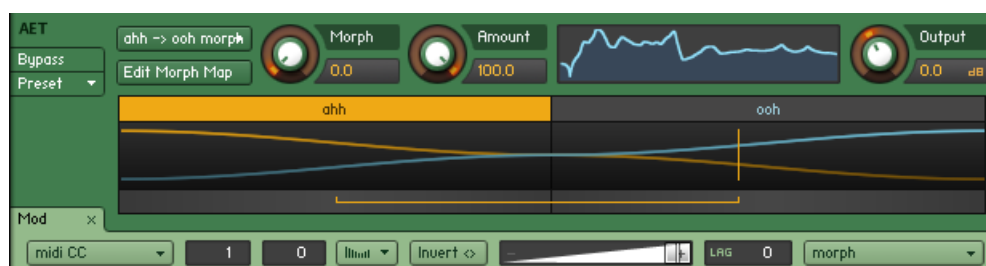 AET
ahh -> ooh morph
Morph
Amount
Output
Bypass
Edit Morph Map
0.0
100.0
0.0 dB
Preset
ahh
ooh
Mod ×
midi CC
1
0
Invert <>
LAG 0
morph